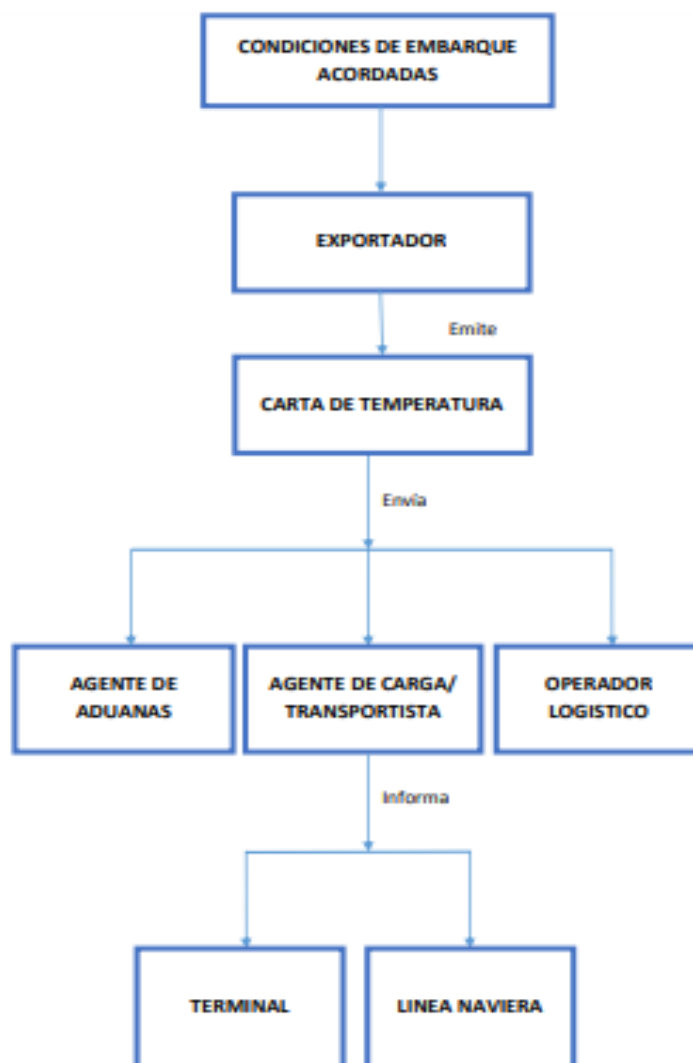 CONDICIONES DE EMBARQUE
ACORDADAS
EXPORTADOR
Emite
CARTA DE TEMPERATURA
Envía
AGENTE DE
ADUANAS
AGENTE DE CARGA/
TRANSPORTISTA
OPERADOR
LOGISTICO
Informa
TERMINAL
LINEA NAVIERA